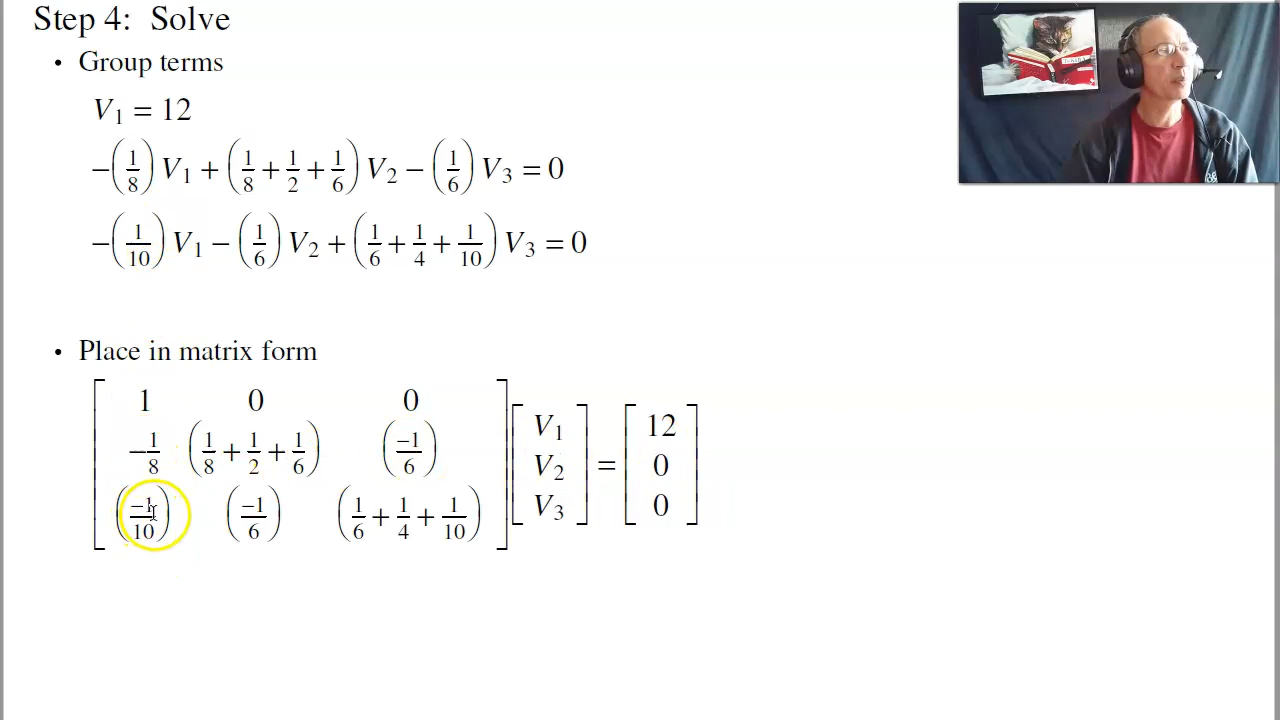 Step 4: Solve
• Group terms
V₁ = 12
−(1/8) V₁ + (1/8 + 1/2 + 1/6) V₂ − (1/6) V₃ = 0
−(1/10) V₁ − (1/6) V₂ + (1/6 + 1/4 + 1/10) V₃ = 0
• Place in matrix form
[ 1 0 0 ; −1/8 (1/8 + 1/2 + 1/6) (−1/6) ; (−1/10) (−1/6) (1/6 + 1/4 + 1/10) ] [ V₁ ; V₂ ; V₃ ] = [ 12 ; 0 ; 0 ]